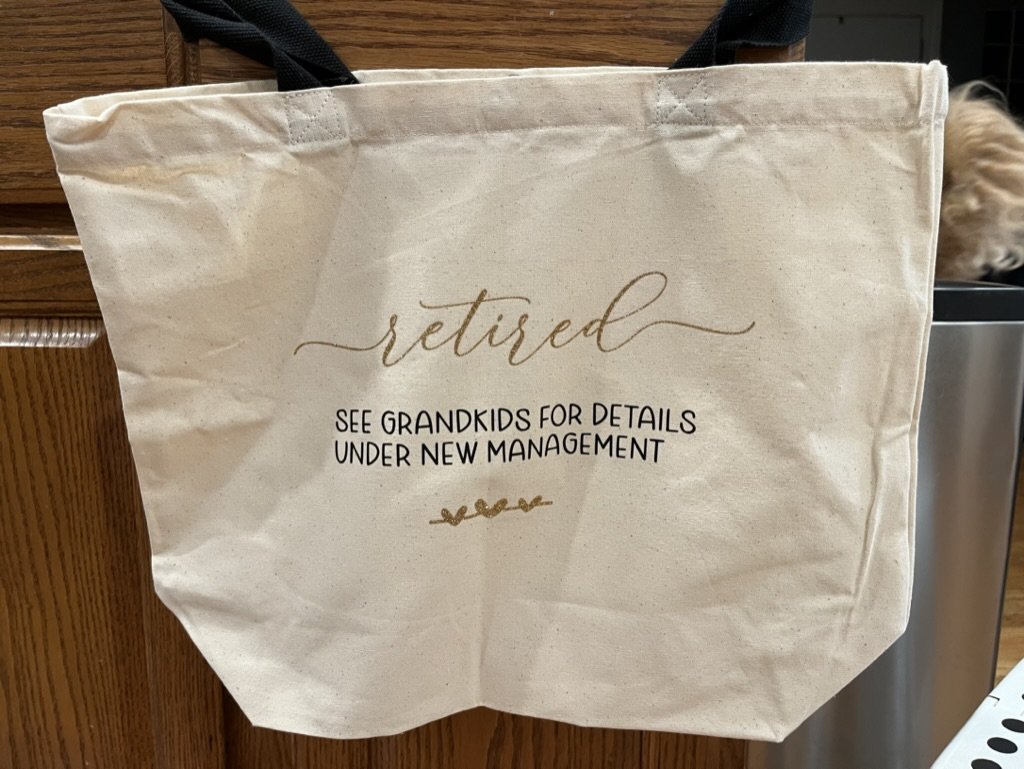 retired
SEE GRANDKIDS FOR DETAILS
UNDER NEW MANAGEMENT